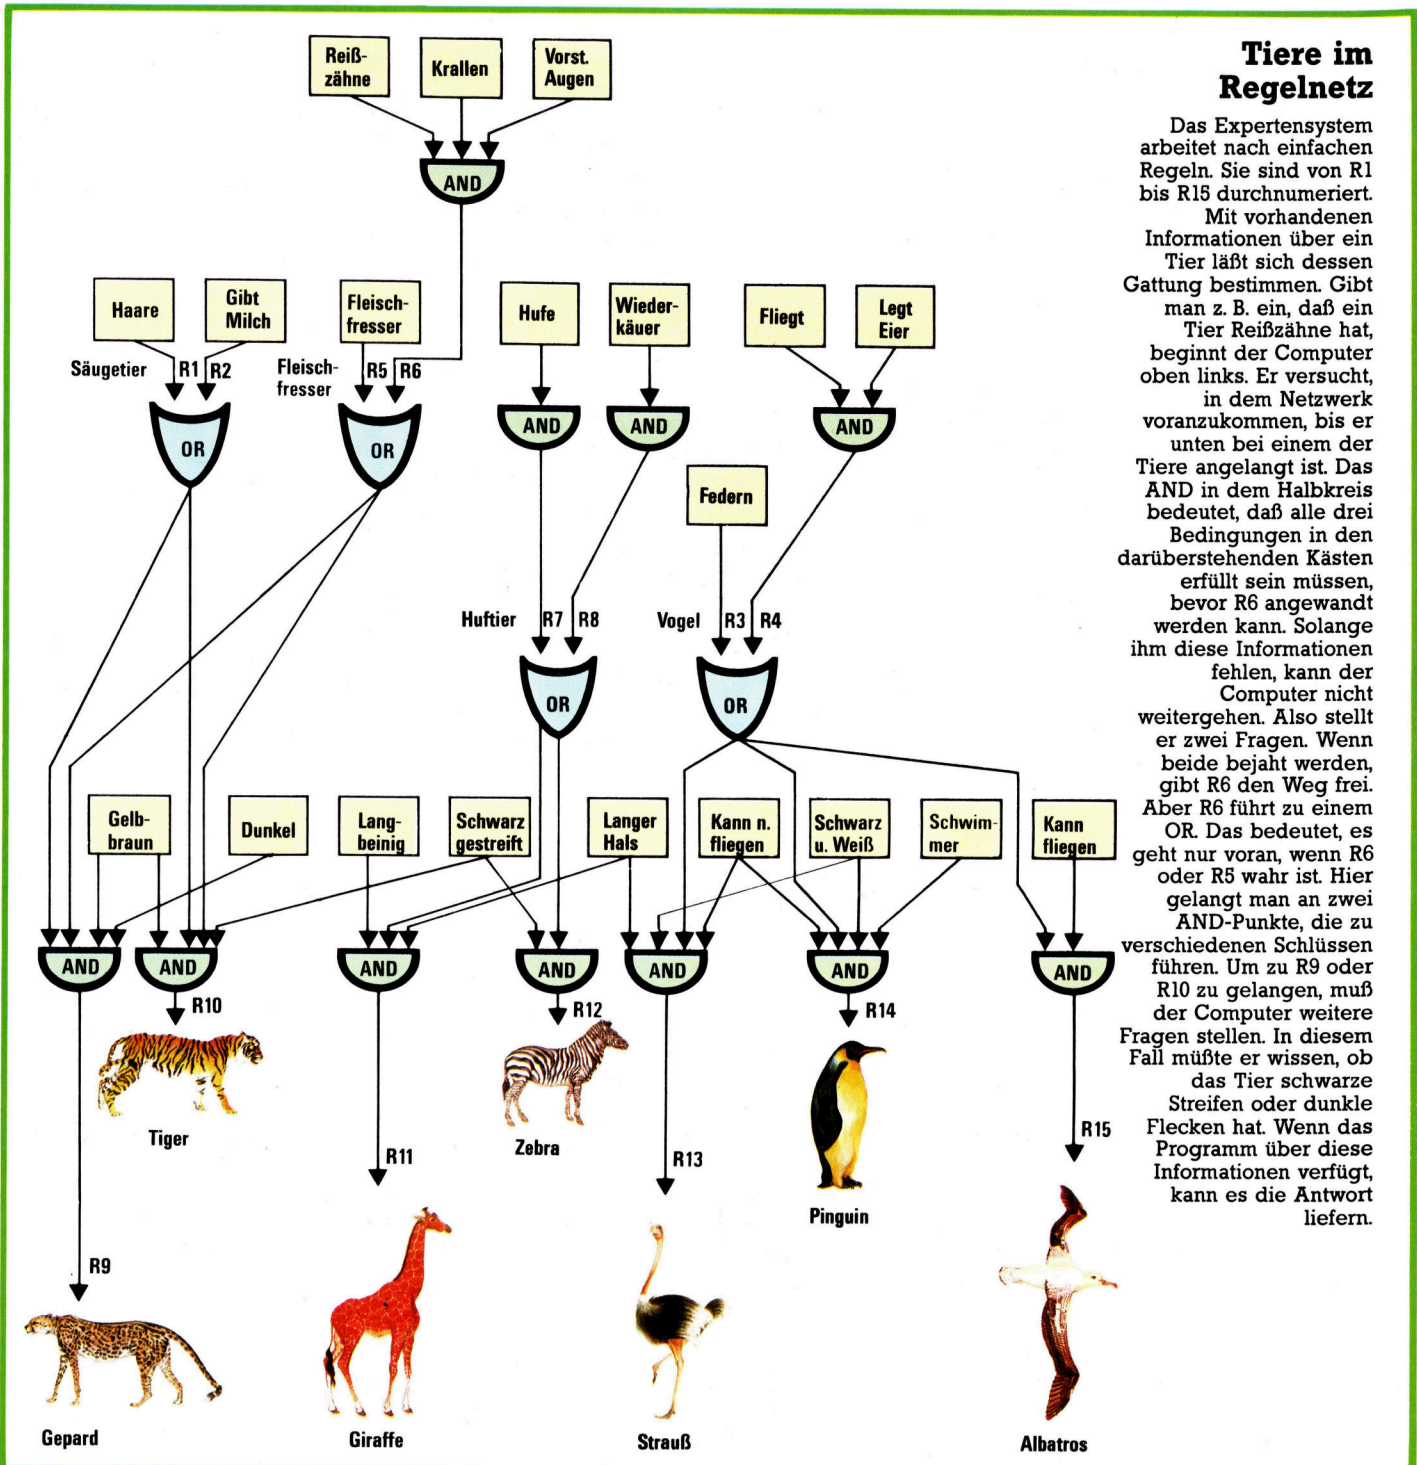 Tiere im
Regelnetz
Das Expertensystem
arbeitet nach einfachen
Regeln. Sie sind von R1
bis R15 durchnumeriert.
Mit vorhandenen
Informationen über ein
Tier läßt sich dessen
Gattung bestimmen. Gibt
man z. B. ein, daß ein
Tier Reißzähne hat,
beginnt der Computer
oben links. Er versucht,
in dem Netzwerk
voranzukommen, bis er
unten bei einem der
Tiere angelangt ist. Das
AND in dem Halbkreis
bedeutet, daß alle drei
Bedingungen in den
darüberstehenden Kästen
erfüllt sein müssen,
bevor R6 angewandt
werden kann. Solange
ihm diese Informationen
fehlen, kann der
Computer nicht
weitergehen. Also stellt
er zwei Fragen. Wenn
beide bejaht werden,
gibt R6 den Weg frei.
Aber R6 führt zu einem
OR. Das bedeutet, es
geht nur voran, wenn R6
oder R5 wahr ist. Hier
gelangt man an zwei
AND-Punkte, die zu
verschiedenen Schlüssen
führen. Um zu R9 oder
R10 zu gelangen, muß
der Computer weitere
Fragen stellen. In diesem
Fall müßte er wissen, ob
das Tier schwarze
Streifen oder dunkle
Flecken hat. Wenn das
Programm über diese
Informationen verfügt,
kann es die Antwort
liefern.
Reiß-
zähne
Krallen
Vorst.
Augen
AND
Haare
Gibt
Milch
Fleisch-
fresser
Hufe
Wieder-
käuer
Fliegt
Legt
Eier
Säugetier
R1
R2
Fleisch-
fresser
R5
R6
OR
OR
AND
AND
AND
Federn
Huftier
R7
R8
Vogel
R3
R4
OR
OR
Gelb-
braun
Dunkel
Lang-
beinig
Schwarz
gestreift
Langer
Hals
Kann n.
fliegen
Schwarz
u. Weiß
Schwim-
mer
Kann
fliegen
AND
AND
AND
AND
AND
AND
AND
R10
R12
R14
Tiger
Zebra
R11
R13
R15
Pinguin
R9
Gepard
Giraffe
Strauß
Albatros